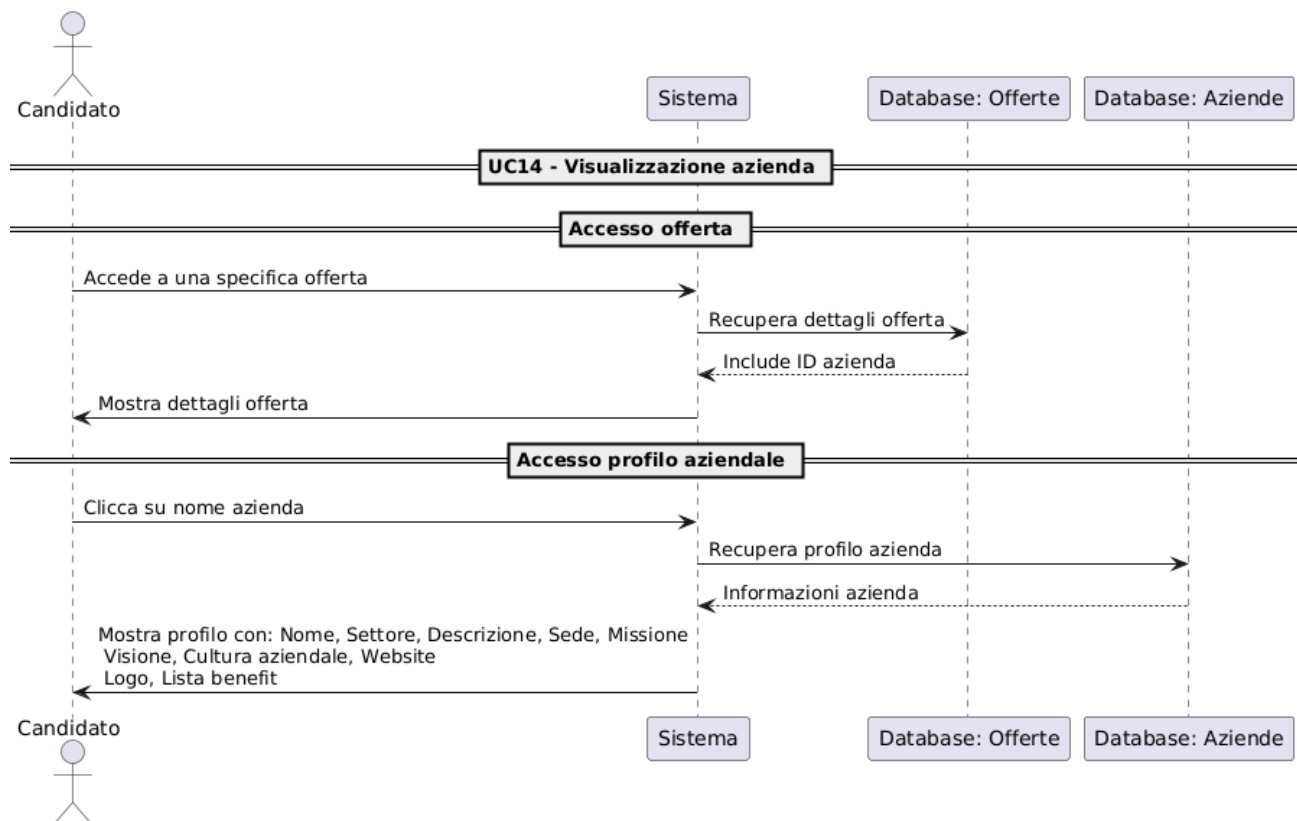 Candidato
Sistema
Database: Offerte
Database: Aziende
UC14 - Visualizzazione azienda
Accesso offerta
Accede a una specifica offerta
Recupera dettagli offerta
Include ID azienda
Mostra dettagli offerta
Accesso profilo aziendale
Clicca su nome azienda
Recupera profilo azienda
Informazioni azienda
Mostra profilo con: Nome, Settore, Descrizione, Sede, Missione
Visione, Cultura aziendale, Website
Logo, Lista benefit
Candidato
Sistema
Database: Offerte
Database: Aziende